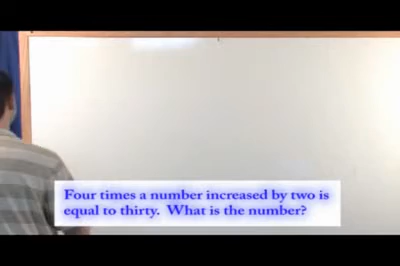 Four times a number increased by two is
equal to thirty.  What is the number?